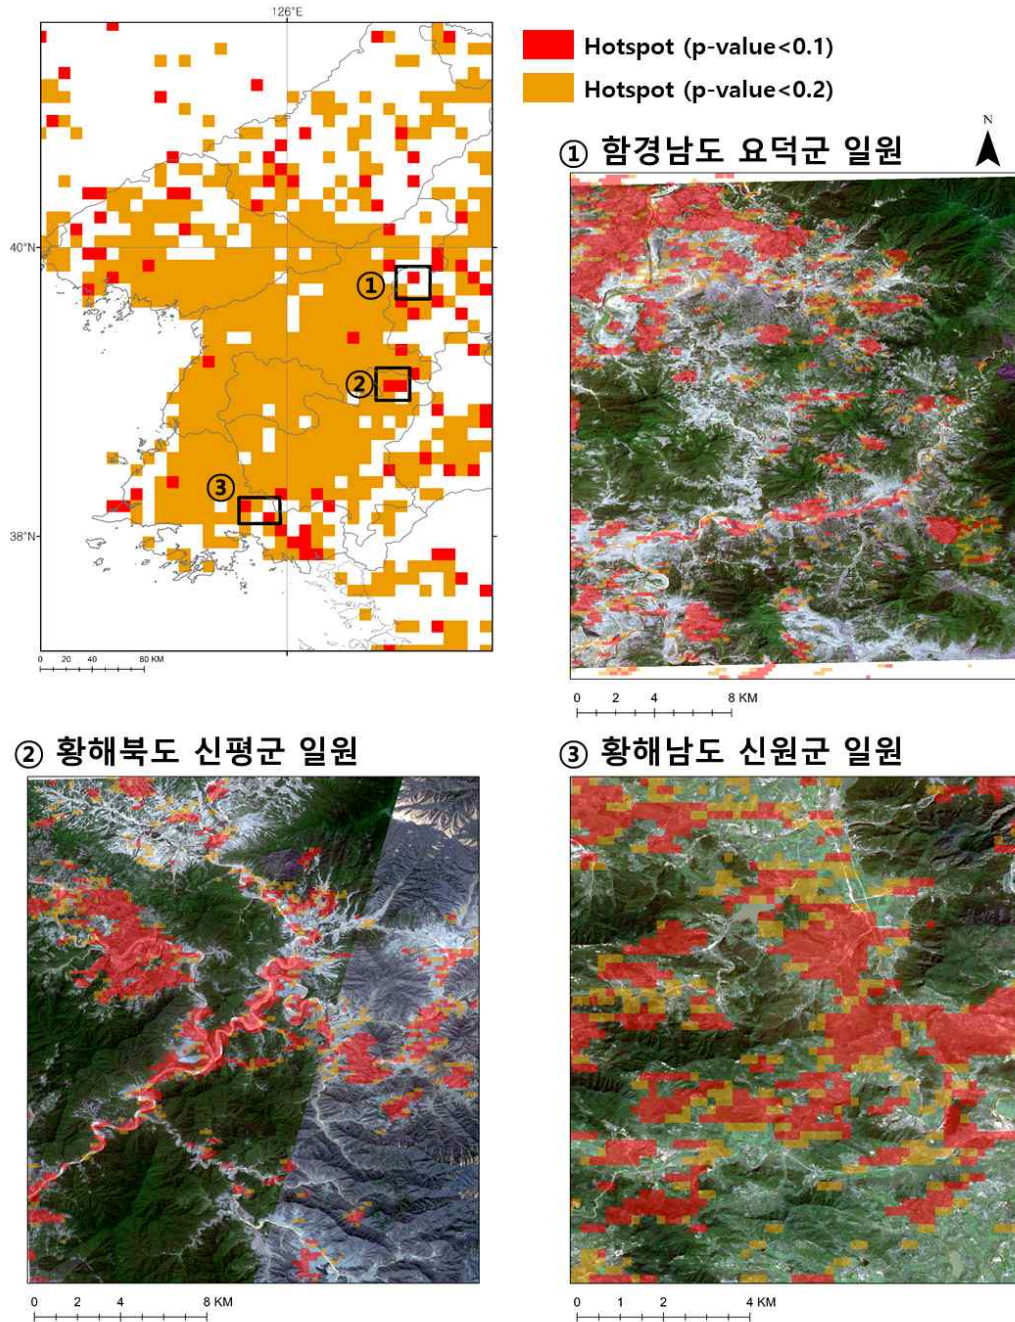 126°E
Hotspot (p-value<0.1)
Hotspot (p-value<0.2)
N
① 함경남도 요덕군 일원
40°N
①
②
③
38°N
0 20 40 80 KM
0 2 4 8 KM
② 황해북도 신평군 일원
③ 황해남도 신원군 일원
0 2 4 8 KM
0 1 2 4 KM